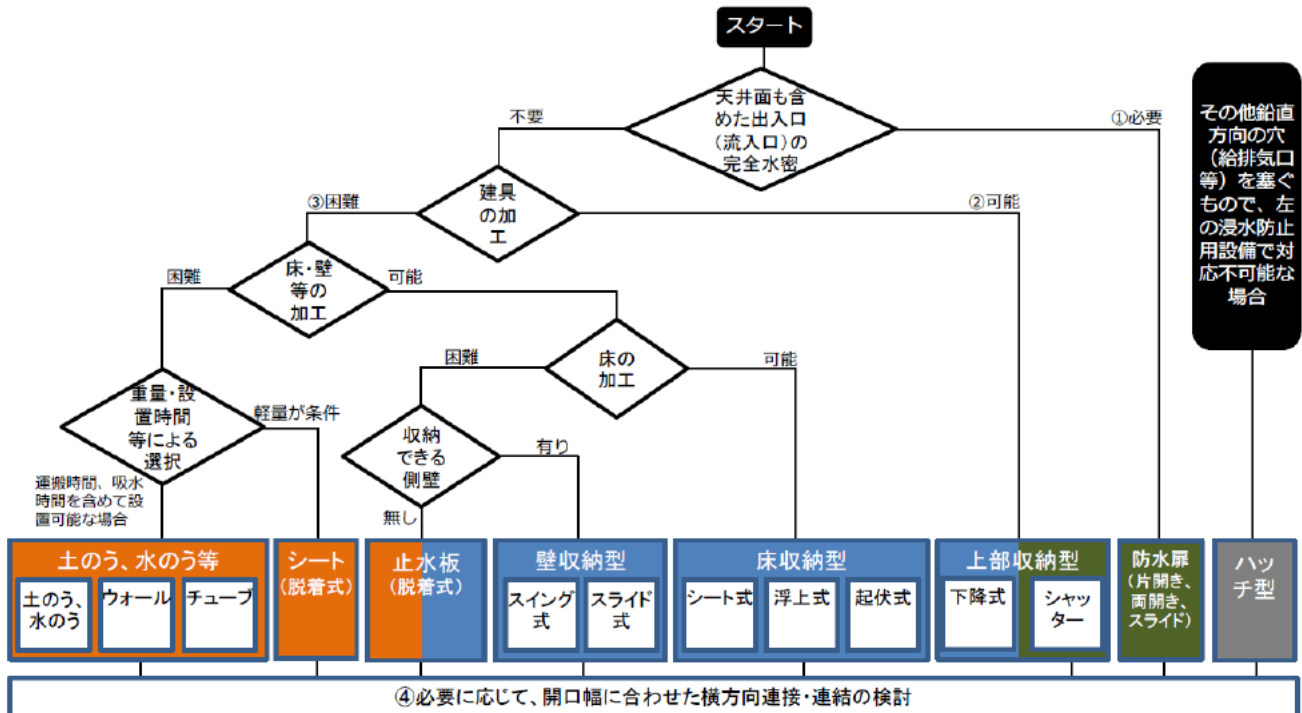 スタート
天井面も含
めた出入口
(流入口)の
完全水密
不要
①必要
その他鉛直
方向の穴
（給排気口
等）を塞ぐ
もので、左
の浸水防止
用設備で対
応不可能な
場合
建具
の加
工
③困難
②可能
床・壁
等の
加工
困難
可能
床の
加工
困難
可能
重量・設
置時間
等による
選択
軽量が条件
収納
できる
側壁
有り
無し
運搬時間、吸水
時間を含めて設
置可能な場合
土のう、水のう等
土のう、
水のう
ウォール
チューブ
シート
(脱着式)
止水板
(脱着式)
壁収納型
スイング
式
スライド
式
床収納型
シート式
浮上式
起伏式
上部収納型
下降式
シャッ
ター
防水扉
(片開き、
両開き、
スライド)
ハッ
チ型
④必要に応じて、開口幅に合わせた横方向連接・連結の検討